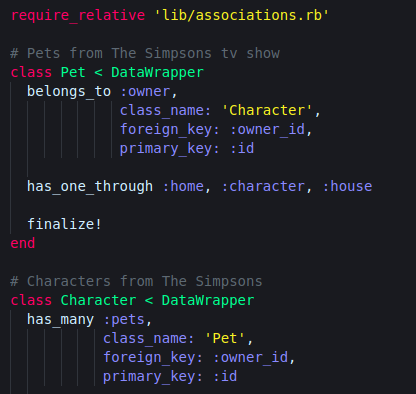 require_relative 'lib/associations.rb'
# Pets from The Simpsons tv show
class Pet < DataWrapper
belongs_to :owner,
class_name: 'Character',
foreign_key: :owner_id,
primary_key: :id
has_one_through :home, :character, :house
finalize!
end
# Characters from The Simpsons
class Character < DataWrapper
has_many :pets,
class_name: 'Pet',
foreign_key: :owner_id,
primary_key: :id